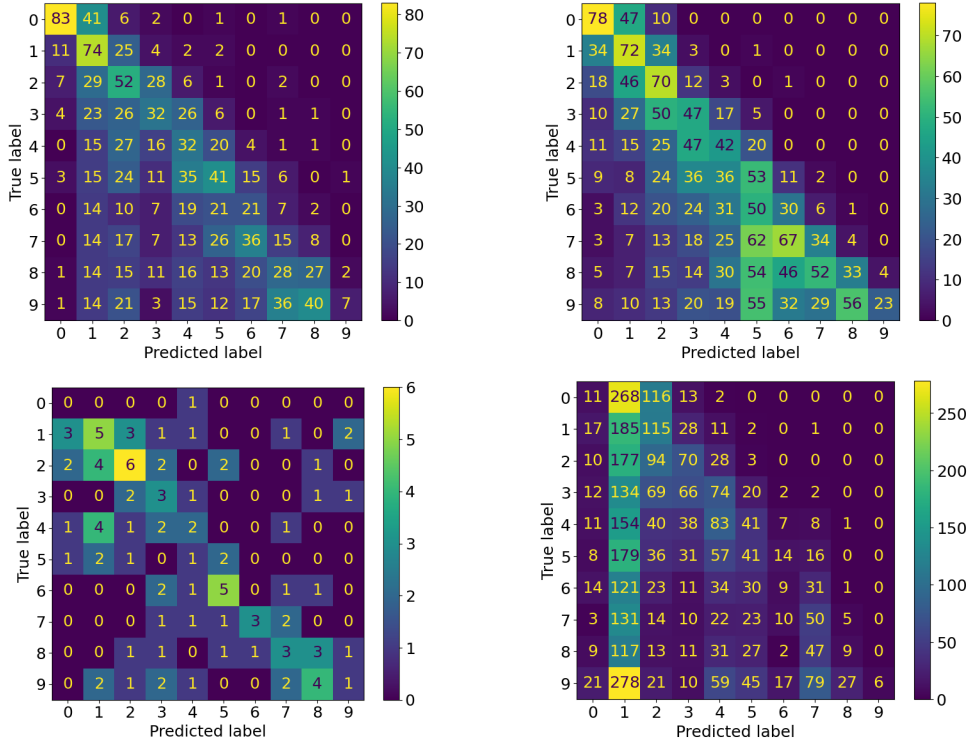 0 83 41 6 2 0 1 0 1 0 0
1 11 74 25 4 2 2 0 0 0 0
2 7 29 52 28 6 1 0 2 0 0
3 4 23 26 32 26 6 0 1 1 0
4 0 15 27 16 32 20 4 1 1 0
5 3 15 24 11 35 41 15 6 0 1
6 0 14 10 7 19 21 21 7 2 0
7 0 14 17 7 13 26 36 15 8 0
8 1 14 15 11 16 13 20 28 27 2
9 1 14 21 3 15 12 17 36 40 7
0 1 2 3 4 5 6 7 8 9
Predicted label
True label
80
70
60
50
40
30
20
10
0
0 78 47 10 0 0 0 0 0 0 0
1 34 72 34 3 0 1 0 0 0 0
2 18 46 70 12 3 0 1 0 0 0
3 10 27 50 47 17 5 0 0 0 0
4 11 15 25 47 42 20 0 0 0 0
5 9 8 24 36 36 53 11 2 0 0
6 3 12 20 24 31 50 30 6 1 0
7 3 7 13 18 25 62 67 34 4 0
8 5 7 15 14 30 54 46 52 33 4
9 8 10 13 20 19 55 32 29 56 23
0 1 2 3 4 5 6 7 8 9
Predicted label
True label
70
60
50
40
30
20
10
0
0 0 0 0 0 1 0 0 0 0 0
1 3 5 3 1 1 0 0 1 0 2
2 2 4 6 2 0 2 0 0 1 0
3 0 0 2 3 1 0 0 0 1 1
4 1 4 1 2 2 0 0 1 0 0
5 1 2 1 0 1 2 0 0 0 0
6 0 0 0 2 1 5 0 1 1 0
7 0 0 0 1 1 1 3 2 0 0
8 0 0 1 1 0 1 1 3 3 1
9 0 2 1 2 1 0 0 2 4 1
0 1 2 3 4 5 6 7 8 9
Predicted label
True label
6
5
4
3
2
1
0
0 11 268 116 13 2 0 0 0 0 0
1 17 185 115 28 11 2 0 1 0 0
2 10 177 94 70 28 3 0 0 0 0
3 12 134 69 66 74 20 2 2 0 0
4 11 154 40 38 83 41 7 8 1 0
5 8 179 36 31 57 41 14 16 0 0
6 14 121 23 11 34 30 9 31 1 0
7 3 131 14 10 22 23 10 50 5 0
8 9 117 13 11 31 27 2 47 9 0
9 21 278 21 10 59 45 17 79 27 6
0 1 2 3 4 5 6 7 8 9
Predicted label
True label
250
200
150
100
50
0